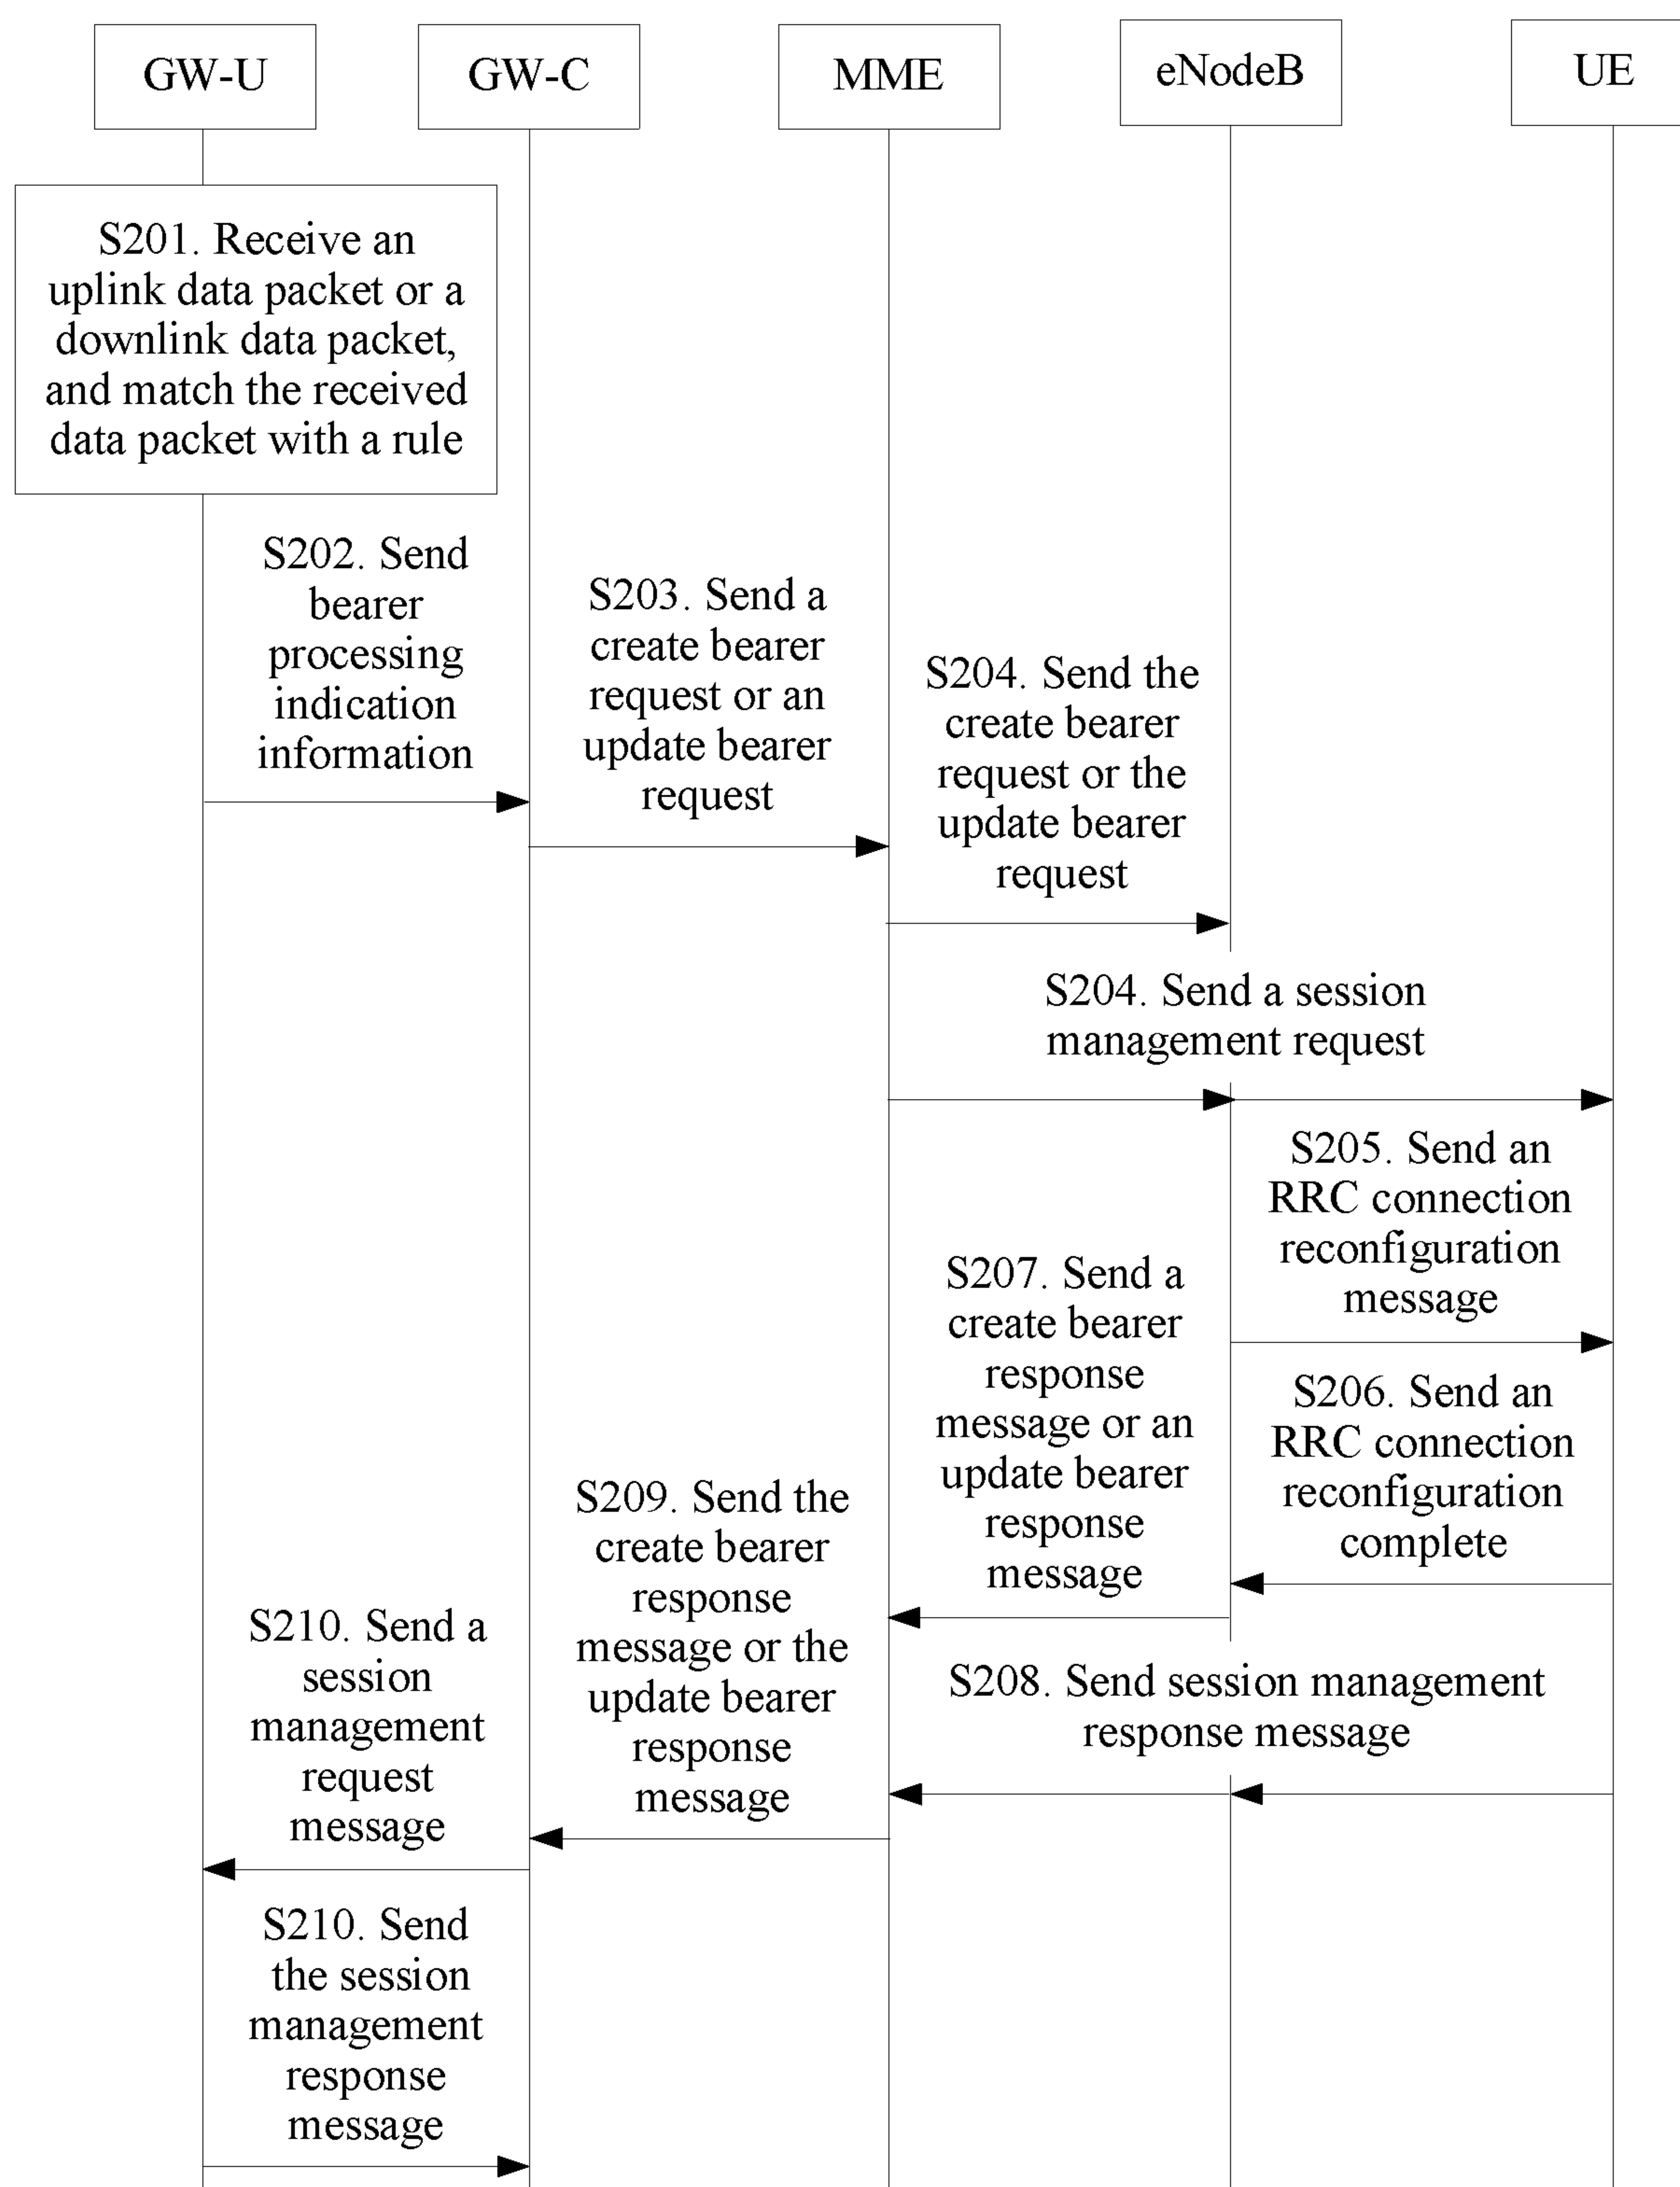 GW-U
GW-C
MME
eNodeB
UE
S201. Receive an
uplink data packet or a
downlink data packet,
and match the received
data packet with a rule
S202. Send
bearer
processing
indication
information
S203. Send a
create bearer
request or an
update bearer
request
S204. Send the
create bearer
request or the
update bearer
request
S204. Send a session
management request
S205. Send an
RRC connection
reconfiguration
message
S206. Send an
RRC connection
reconfiguration
complete
S207. Send a
create bearer
response
message or an
update bearer
response
message
S208. Send session management
response message
S209. Send the
create bearer
response
message or the
update bearer
response
message
S210. Send a
session
management
request
message
S210. Send
the session
management
response
message